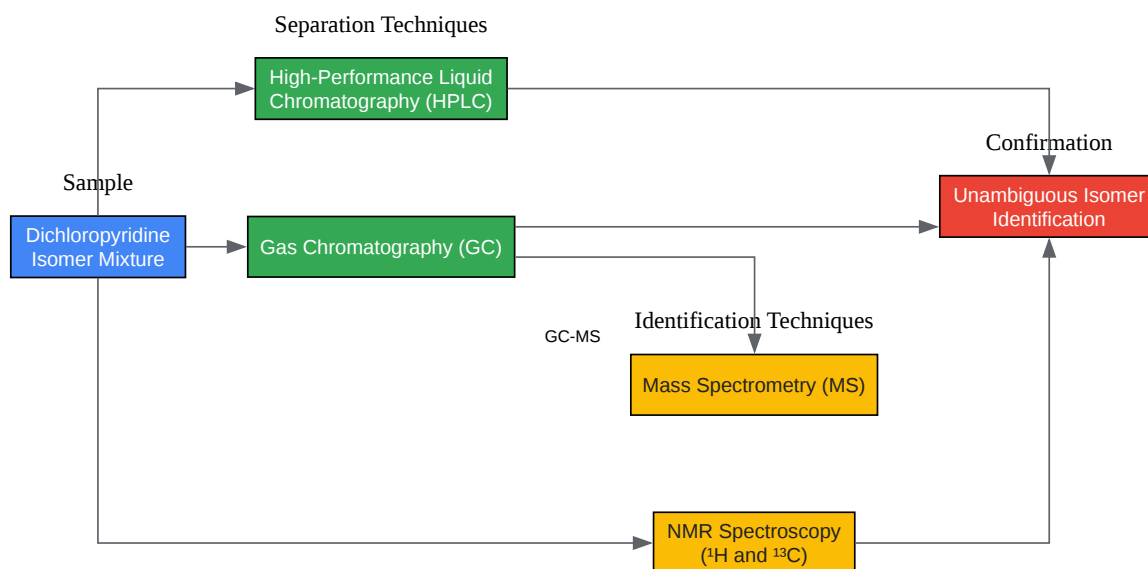 Separation Techniques
High-Performance Liquid
Chromatography (HPLC)
Confirmation
Unambiguous Isomer
Identification
Sample
Dichloropyridine
Isomer Mixture
Gas Chromatography (GC)
Identification Techniques
GC-MS
Mass Spectrometry (MS)
NMR Spectroscopy
(¹H and ¹³C)